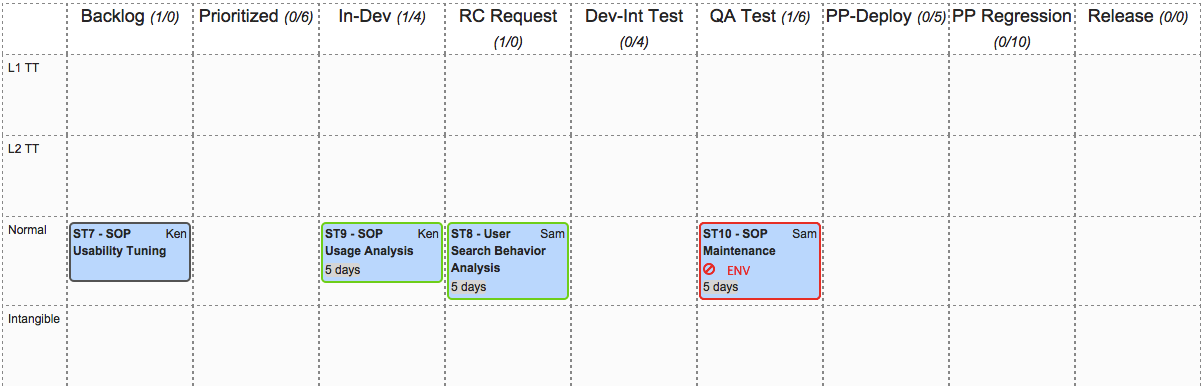 Backlog (1/0) Prioritized (0/6) In-Dev (1/4) RC Request Dev-Int Test QA Test (1/6) PP-Deploy (0/5) PP Regression Release (0/0)
(1/0) (0/4) (0/10)
L1 TT
L2 TT
Normal
ST7 - SOP Ken
Usability Tuning
ST9 - SOP Ken
Usage Analysis
5 days
ST8 - User Sam
Search Behavior
Analysis
5 days
ST10 - SOP Sam
Maintenance
ENV
5 days
Intangible